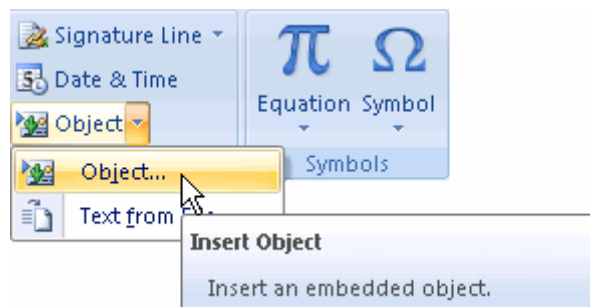 Signature Line
Date & Time
Object
Equation Symbol
Symbols
Object...
Text from
Insert Object
Insert an embedded object.